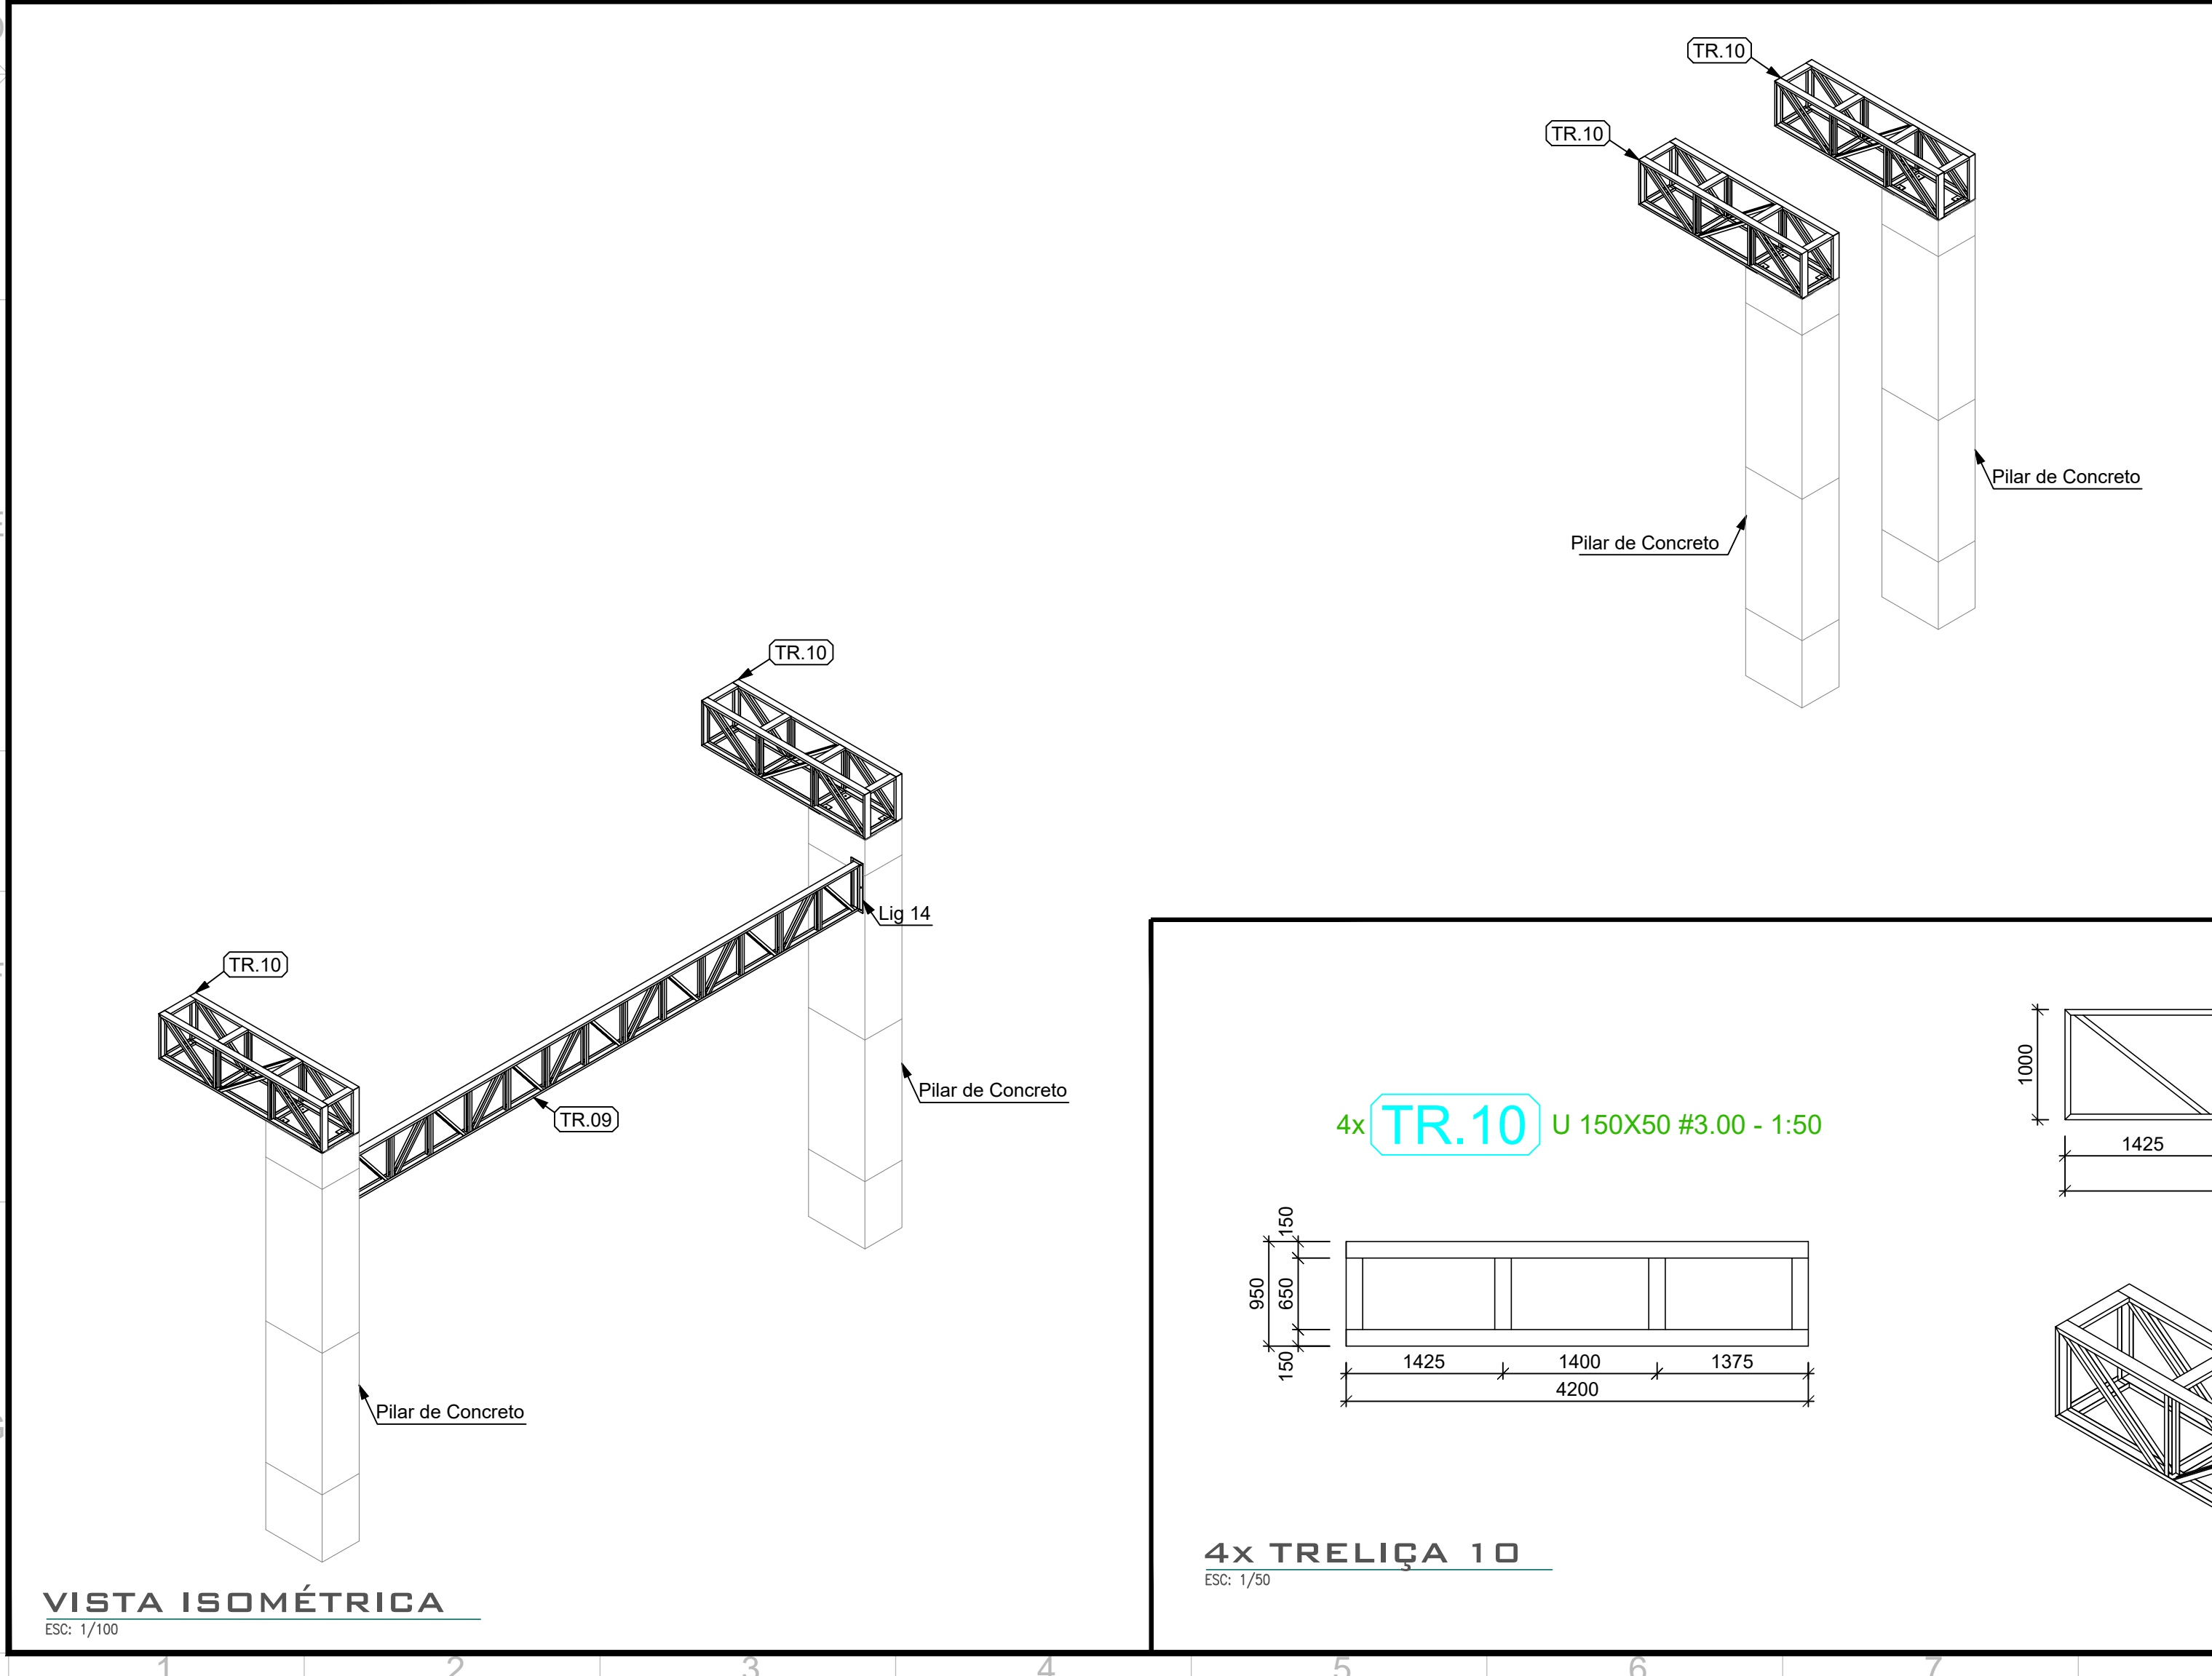 TR.10
TR.10
Pilar de Concreto
Pilar de Concreto
TR.10
Lig 14
TR.10
TR.09
Pilar de Concreto
Pilar de Concreto
VISTA ISOMÉTRICA
ESC: 1/100
1000
1425
4x TR.10 U 150X50 #3.00 - 1:50
150
950
650
150
1425 1400 1375
4200
4x TRELIÇA 10
ESC: 1/50
1 2 3 4 5 6 7